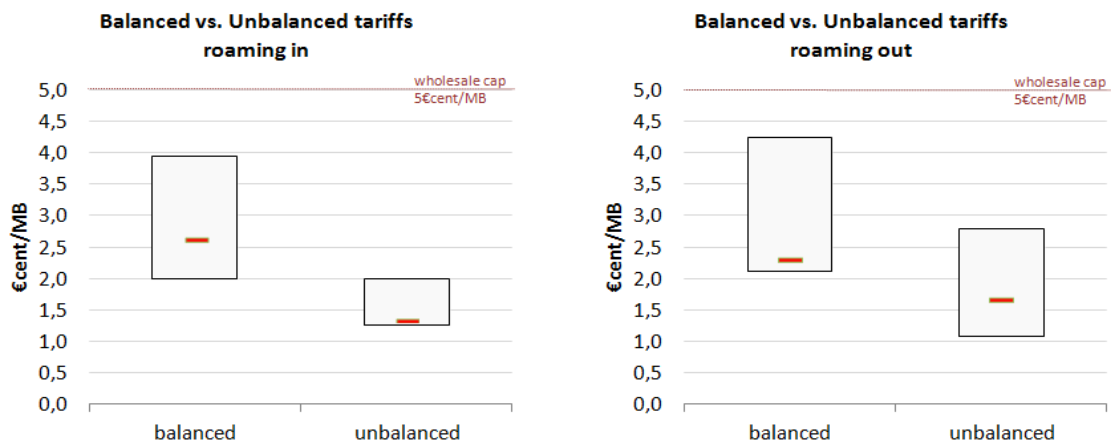 Balanced vs. Unbalanced tariffs
roaming in
wholesale cap
5€cent/MB
€cent/MB
5,0
4,5
4,0
3,5
3,0
2,5
2,0
1,5
1,0
0,5
0,0
balanced
unbalanced
Balanced vs. Unbalanced tariffs
roaming out
wholesale cap
5€cent/MB
€cent/MB
5,0
4,5
4,0
3,5
3,0
2,5
2,0
1,5
1,0
0,5
0,0
balanced
unbalanced